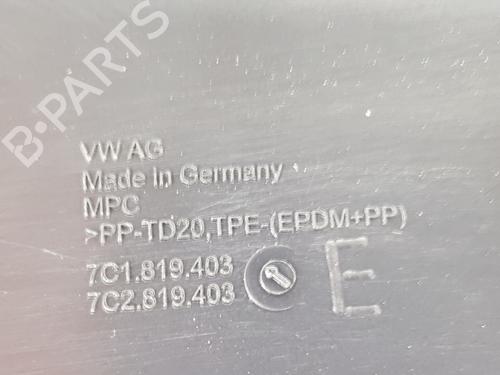 B-PARTS
VW AG
Made in Germany
MPC
>PP-TD20,TPE-(EPDM+PP)
7C1.819.403
7C2.819.403
E